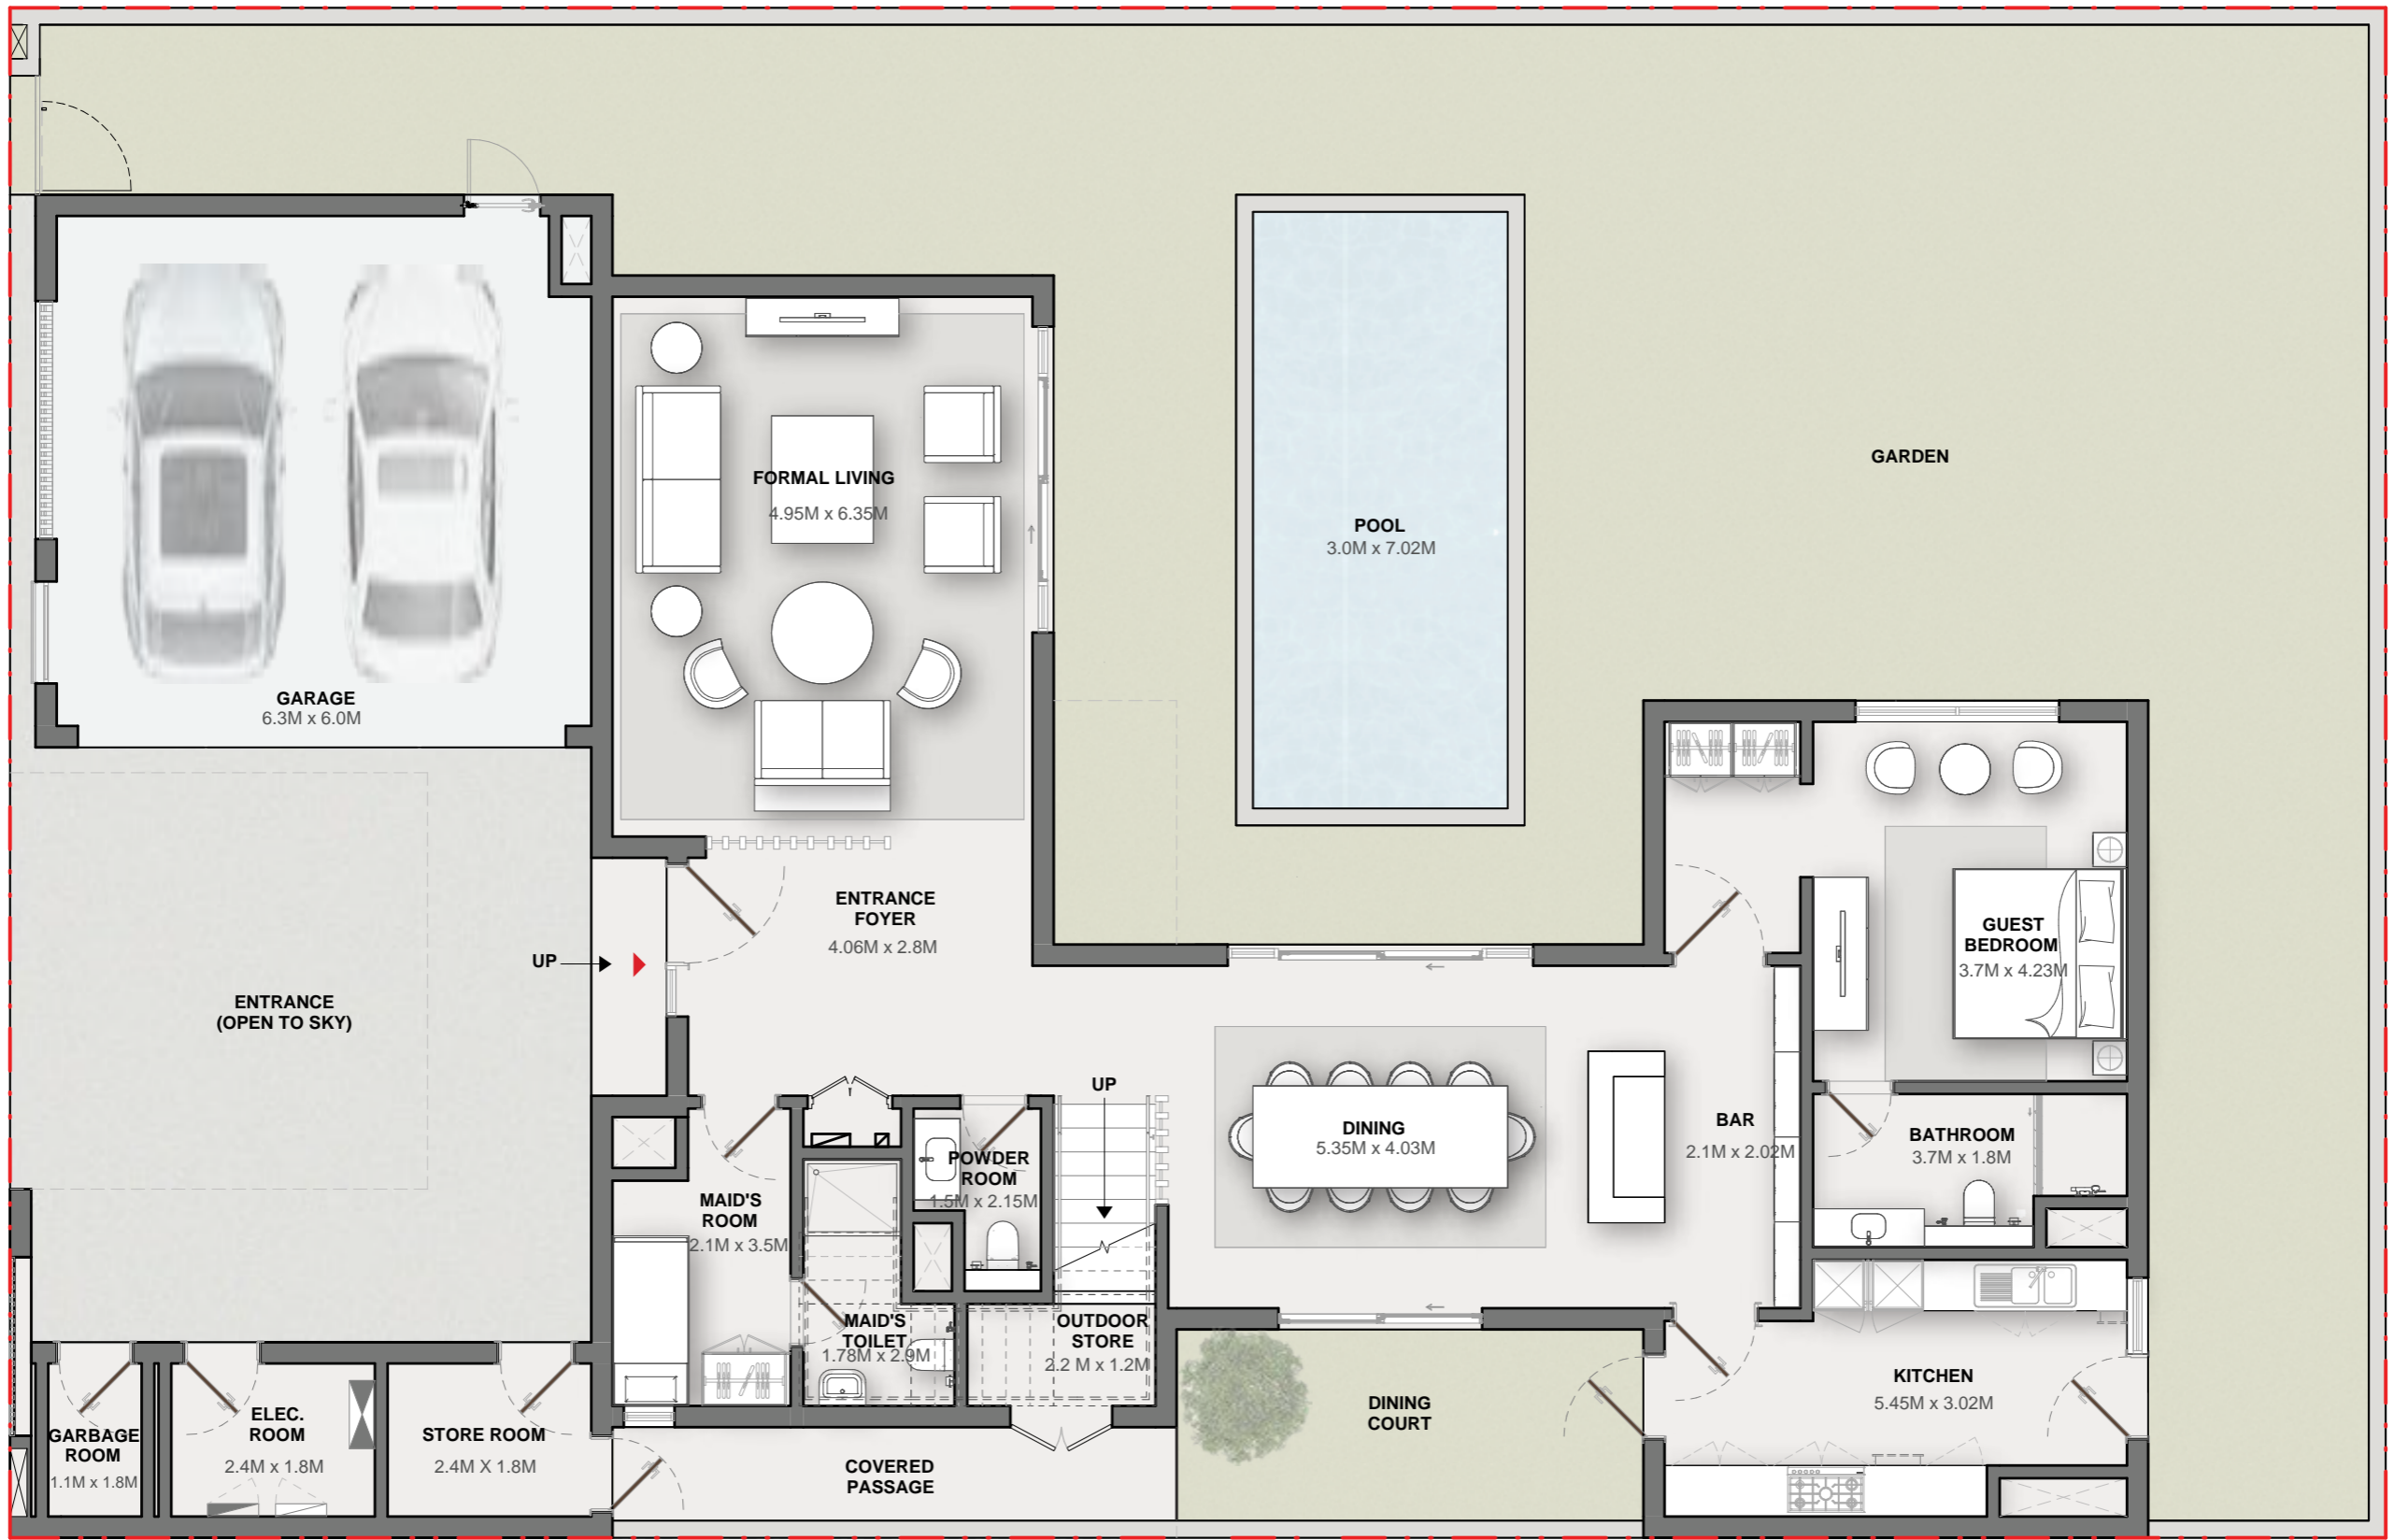 GARDEN
FORMAL LIVING
4.95M x 6.35M
POOL
3.0M x 7.02M
GARAGE
6.3M x 6.0M
ENTRANCE
FOYER
4.06M x 2.8M
UP
GUEST
BEDROOM
3.7M x 4.23M
ENTRANCE
(OPEN TO SKY)
UP
DINING
5.35M x 4.03M
BAR
2.1M x 2.02M
BATHROOM
3.7M x 1.8M
POWDER
ROOM
1.5M x 2.15M
MAID'S
ROOM
2.1M x 3.5M
MAID'S
TOILET
1.78M x 2.9M
OUTDOOR
STORE
2.2 M x 1.2M
KITCHEN
5.45M x 3.02M
DINING
COURT
GARBAGE
ROOM
1.1M x 1.8M
ELEC.
ROOM
2.4M x 1.8M
STORE ROOM
2.4M X 1.8M
COVERED
PASSAGE